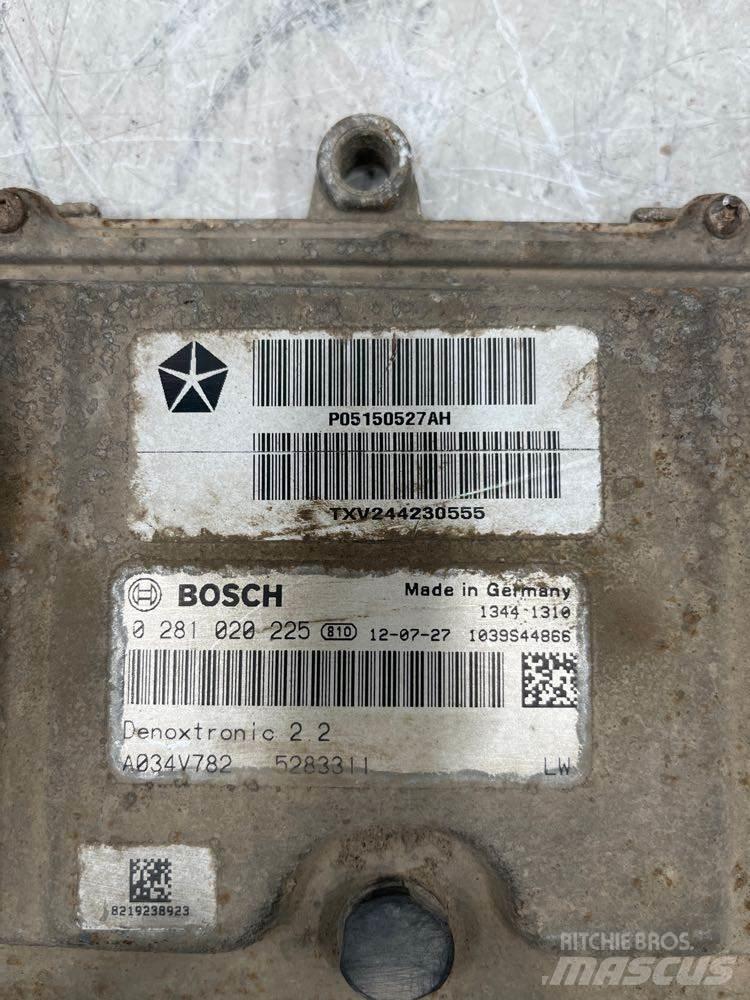 P05150527AH
TXV244230555
BOSCH
Made in Germany
1344 1310
0 281 020 225 810 12-07-27 1039S44866
Denoxtronic 2.2
A034V782 5283311 LW
8219238923
RITCHIE BROS.
MASCUS